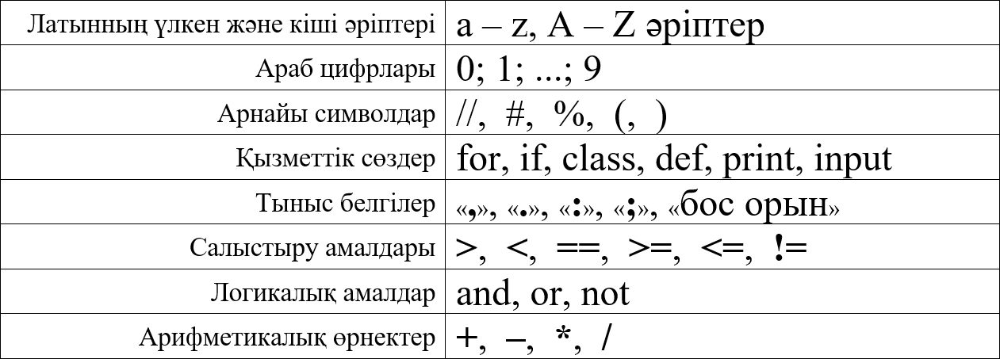 Латынның үлкен және кіші әріптері a – z, A – Z әріптер
Араб цифрлары 0; 1; ...; 9
Арнайы символдар //, #, %, (, )
Қызметтік сөздер for, if, class, def, print, input
Тыныс белгілер «,», «.», «:», «;», «бос орын»
Салыстыру амалдары >, <, ==, >=, <=, !=
Логикалық амалдар and, or, not
Арифметикалық өрнектер +, –, *, /